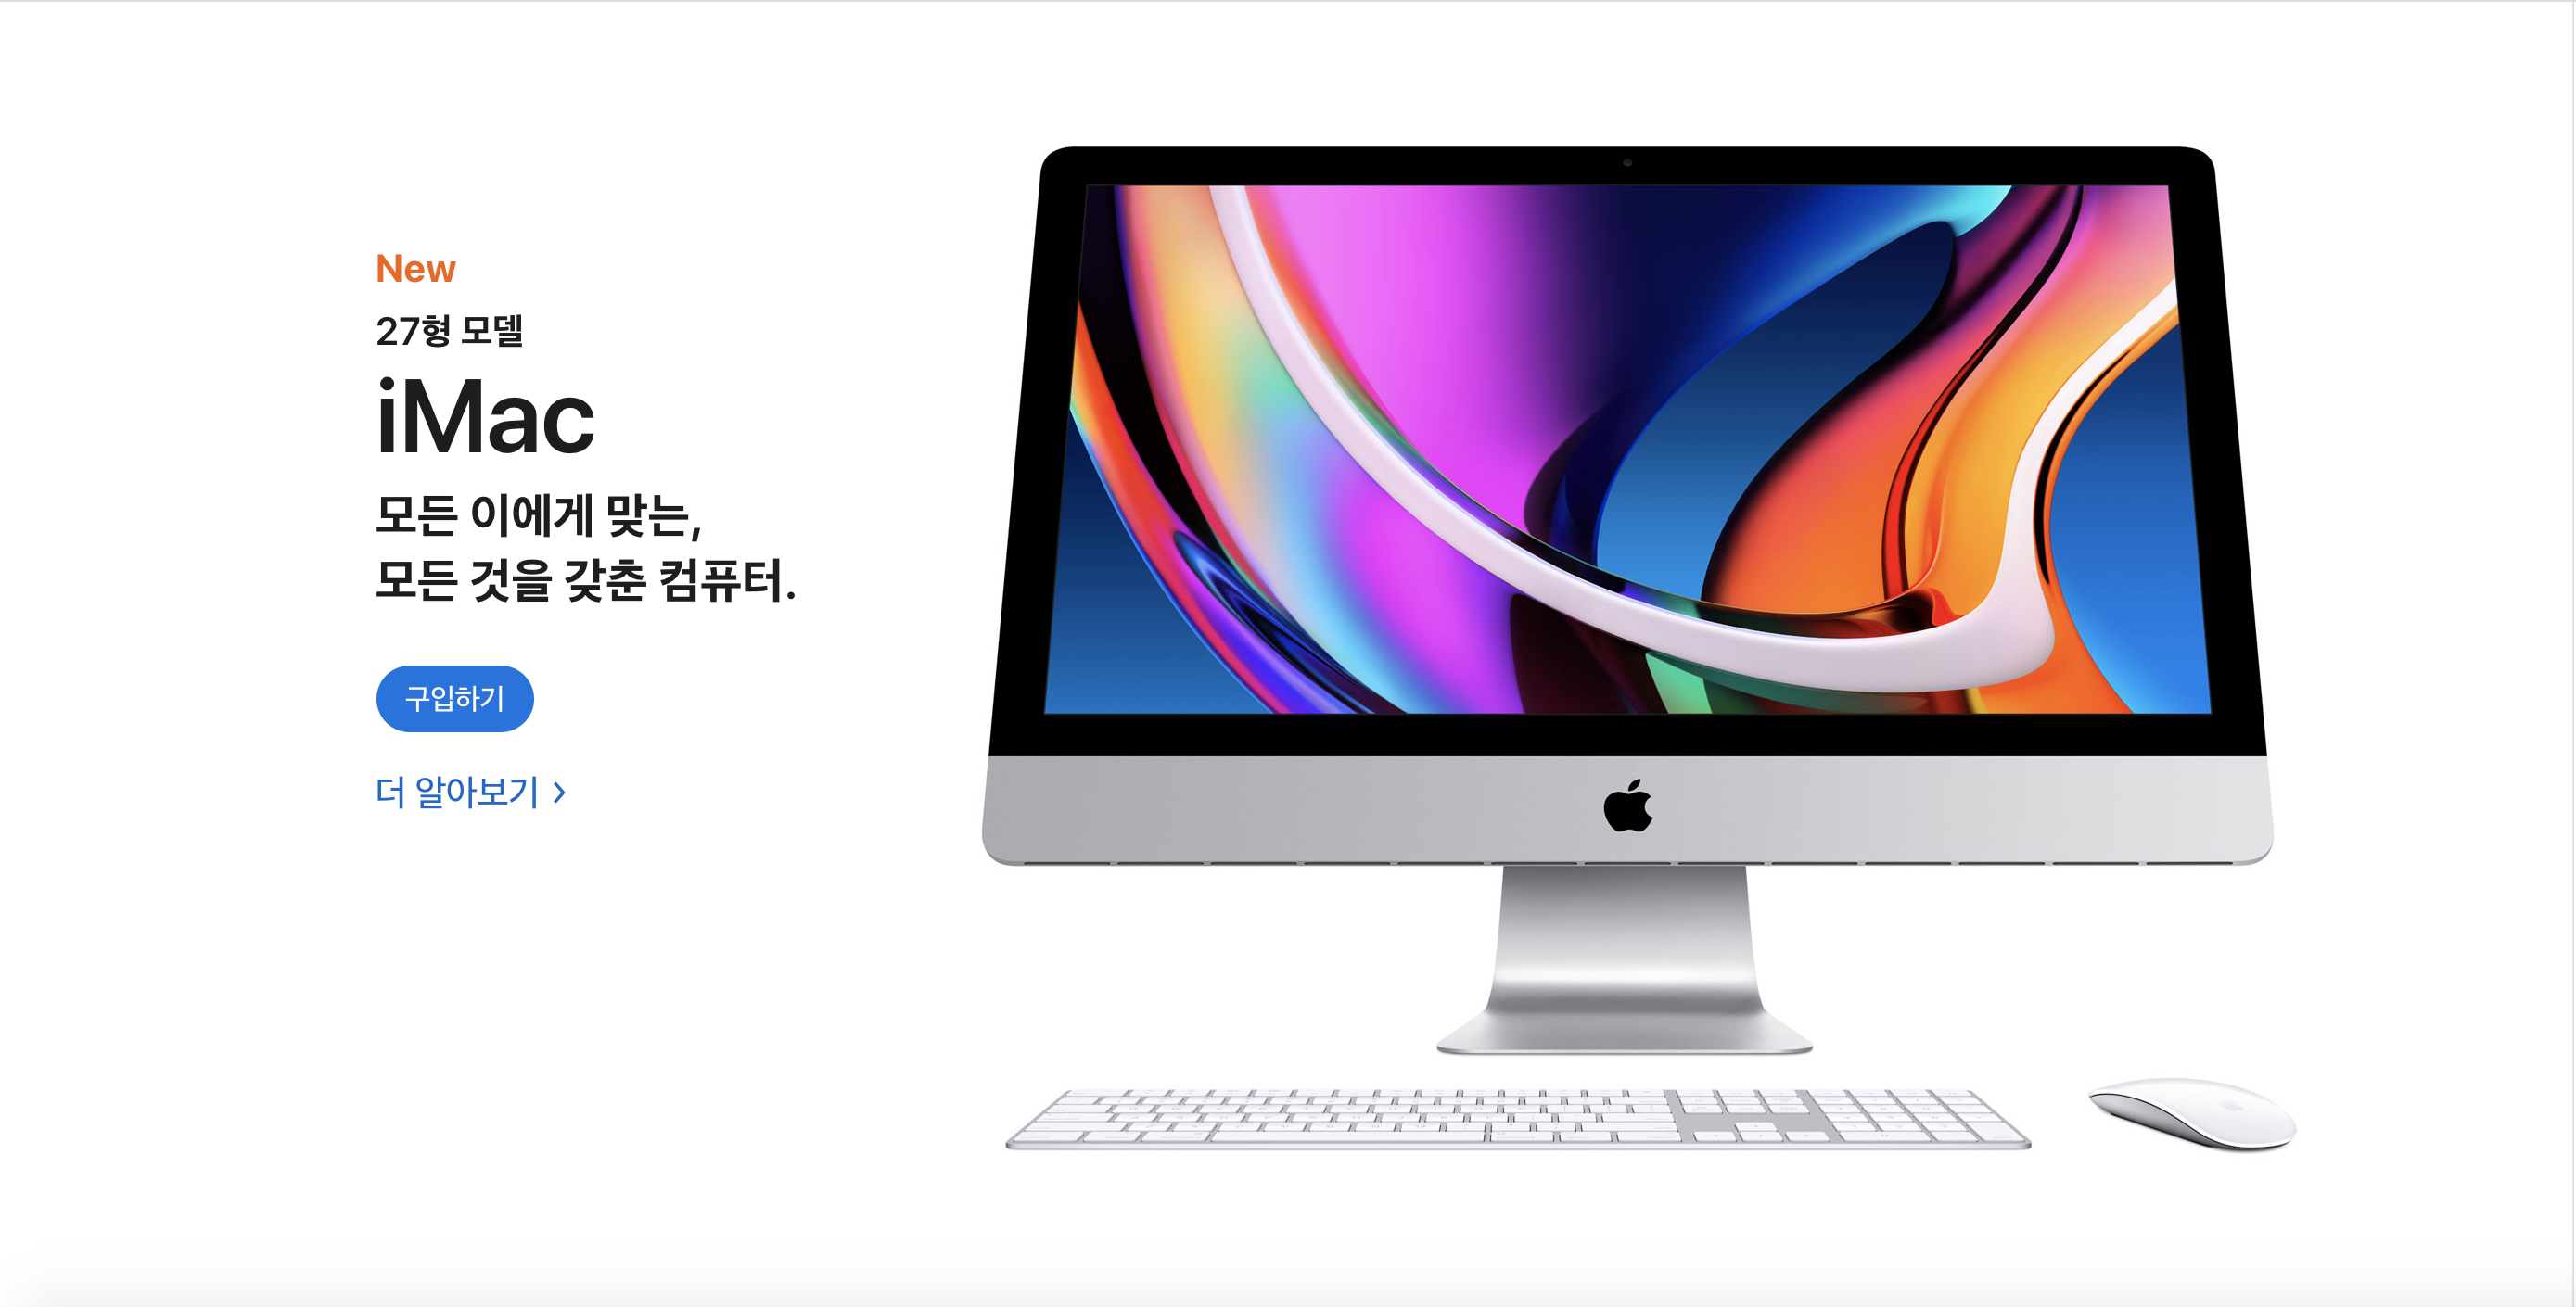 New
27형 모델
iMac
모든 이에게 맞는,
모든 것을 갖춘 컴퓨터.
구입하기
더 알아보기 >